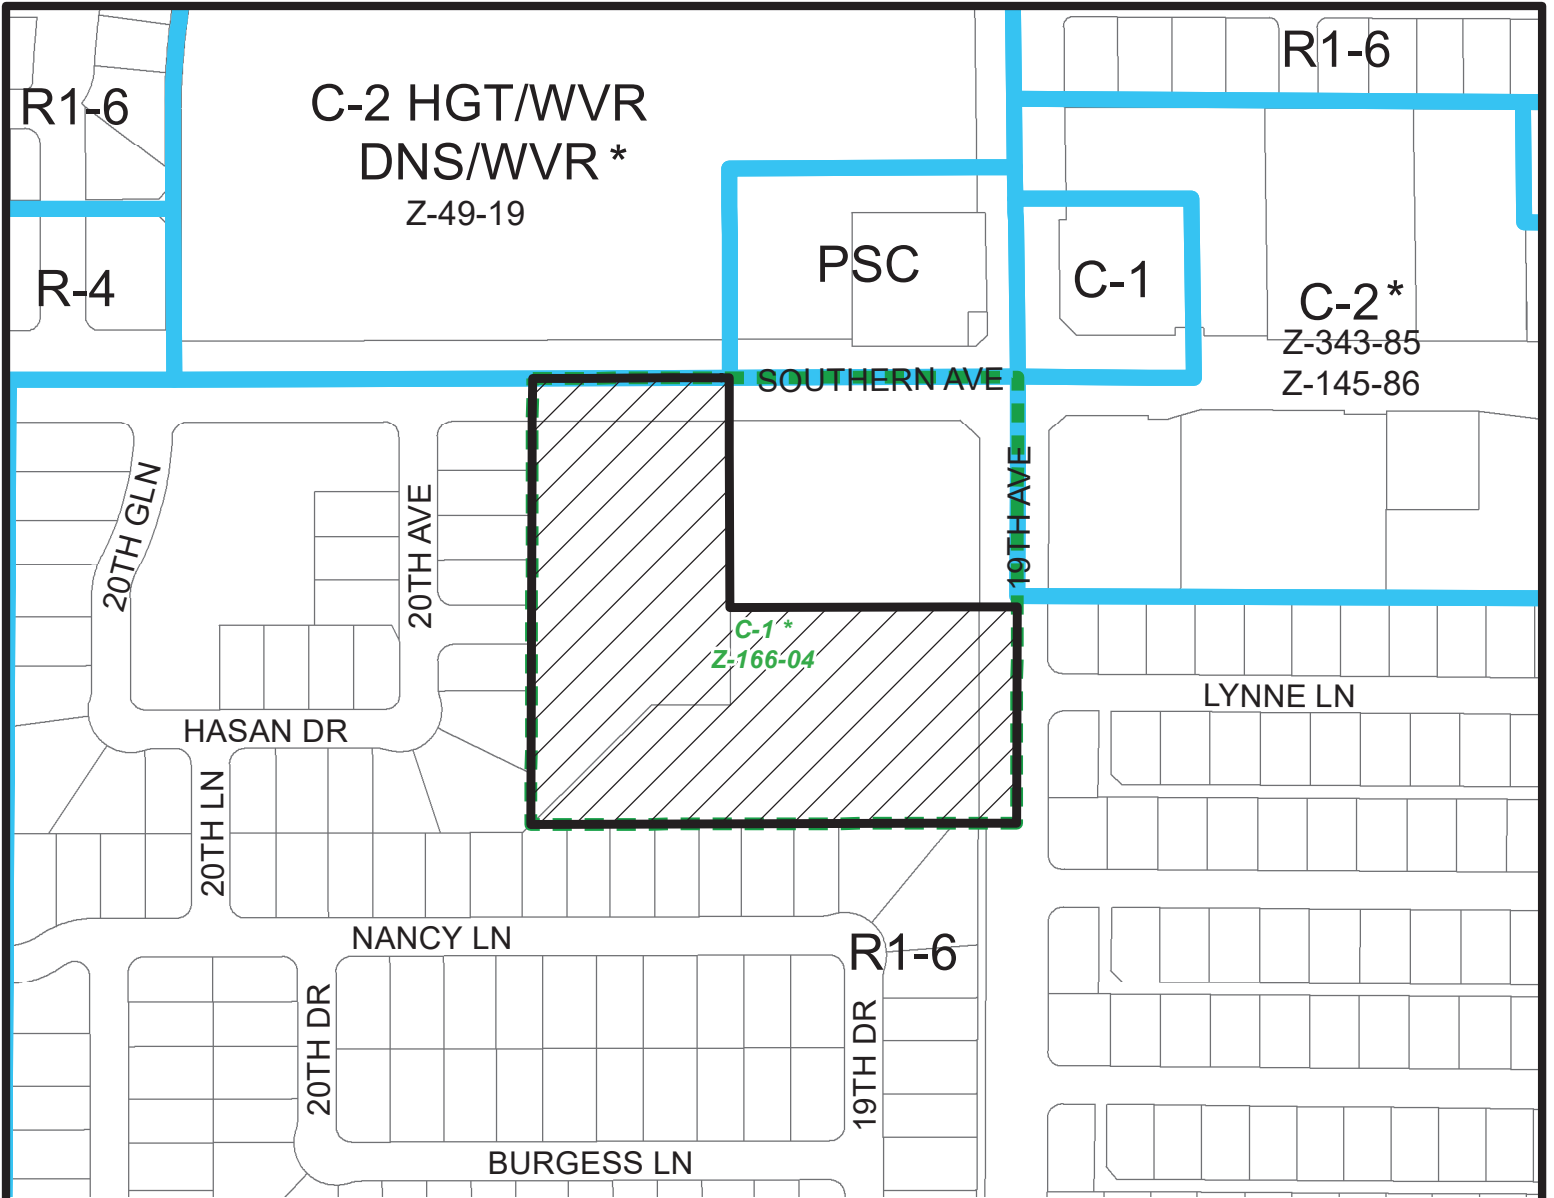 R1-6
C-2 HGT/WVR
DNS/WVR *
Z-49-19
R1-6
R-4
PSC
C-1
C-2 *
Z-343-85
Z-145-86
SOUTHERN AVE
19TH AVE
20TH GLN
20TH AVE
C-1 *
Z-166-04
LYNNE LN
HASAN DR
20TH LN
NANCY LN
R1-6
20TH DR
19TH DR
BURGESS LN